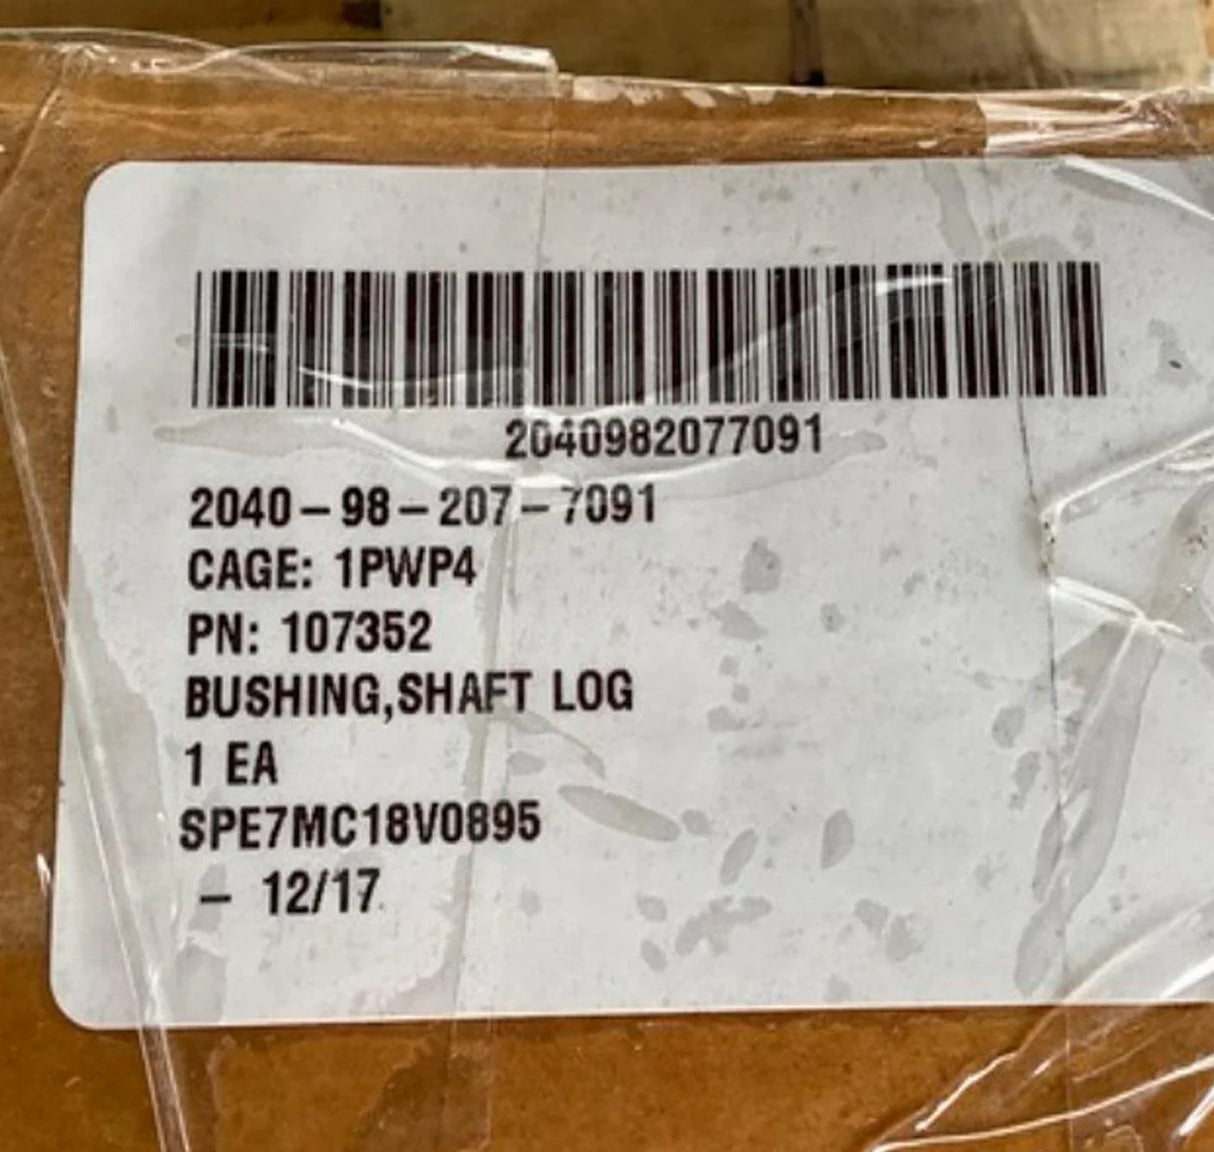 2040982077091
2040-98-207-7091
CAGE: 1PWP4
PN: 107352
BUSHING,SHAFT LOG
1 EA
SPE7MC18V0895
- 12/17